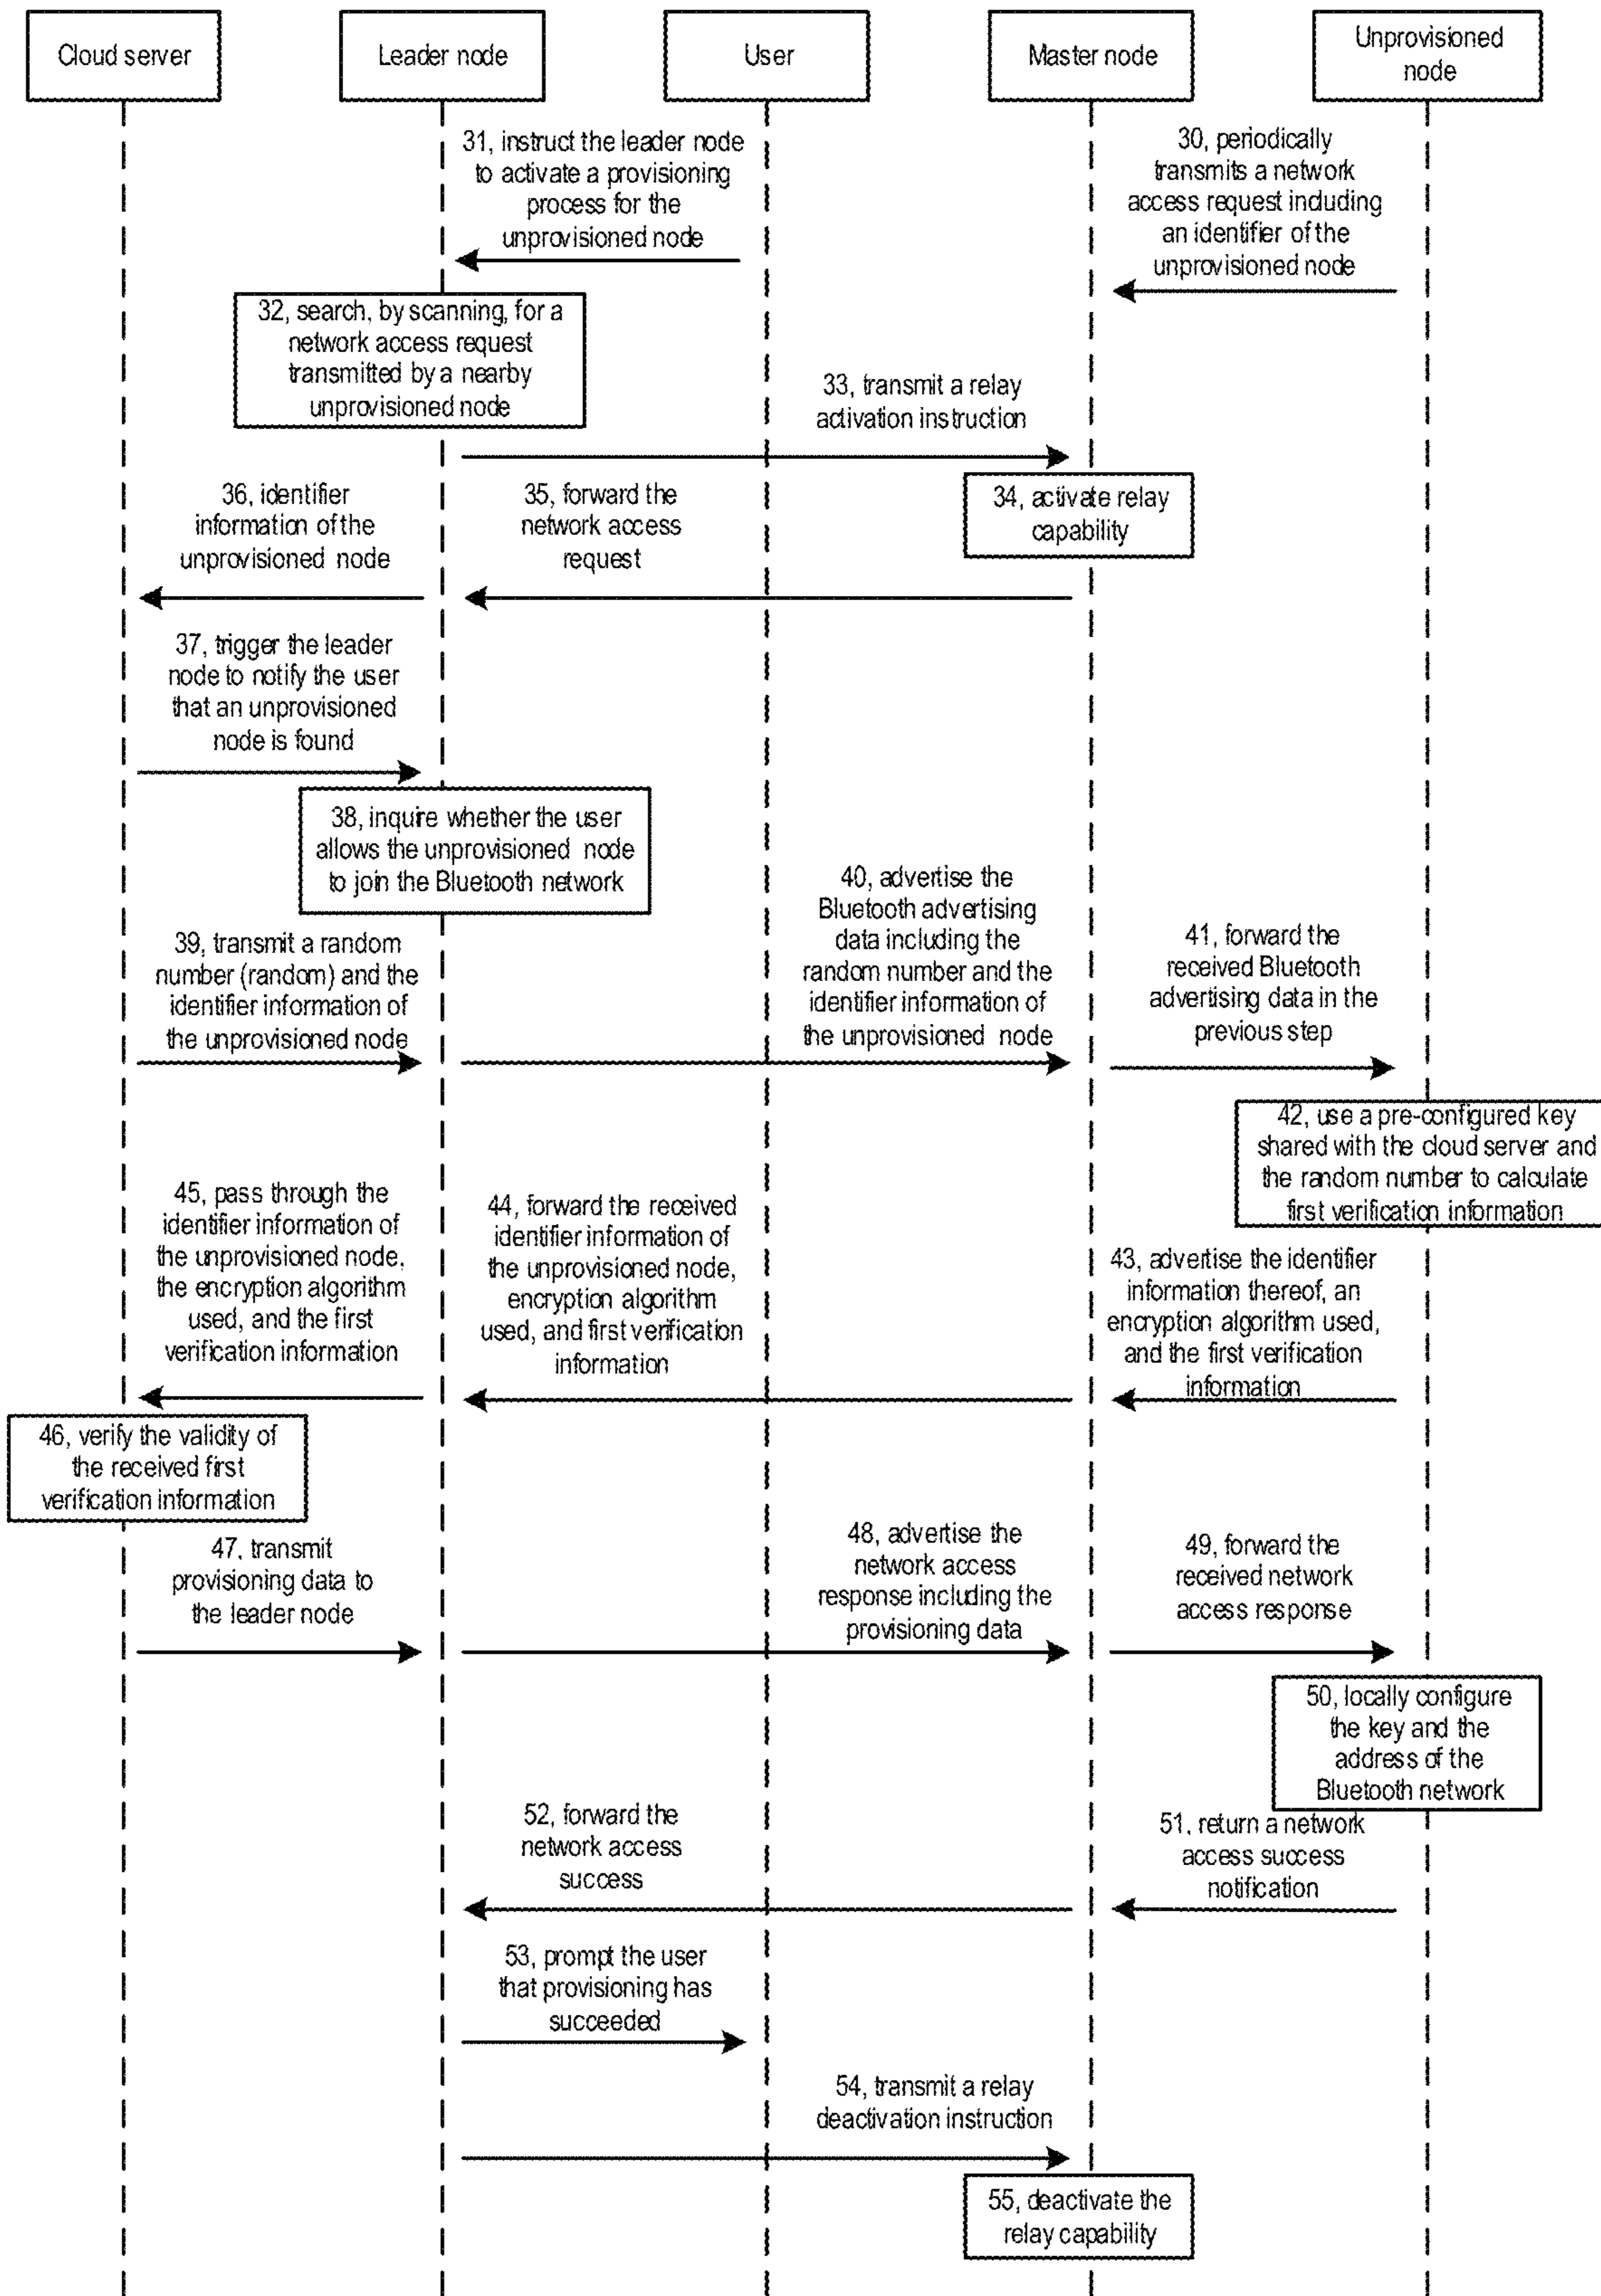 Cloud server
Leader node
User
Master node
Unprovisioned
node
31, instruct the leader node
to activate a provisioning
process for the
unprovisioned node
30, periodically
transmits a network
access request including
an identifier of the
unprovisioned node
32, search, by scanning, for a
network access request
transmitted by a nearby
unprovisioned node
33, transmit a relay
activation instruction
34, activate relay
capability
35, forward the
network access
request
36, identifier
information of the
unprovisioned node
37, trigger the leader
node to notify the user
that an unprovisioned
node is found
38, inquire whether the user
allows the unprovisioned node
to join the Bluetooth network
39, transmit a random
number (random) and the
identifier information of
the unprovisioned node
40, advertise the
Bluetooth advertising
data including the
random number and the
identifier information of
the unprovisioned node
41, forward the
received Bluetooth
advertising data in the
previous step
42, use a pre-configured key
shared with the cloud server and
the random number to calculate
first verification information
43, advertise the identifier
information thereof, an
encryption algorithm used,
and the first verification
information
44, forward the received
identifier information of
the unprovisioned node,
encryption algorithm
used, and first verification
information
45, pass through the
identifier information of
the unprovisioned node,
the encryption algorithm
used, and the first
verification information
46, verify the validity of
the received first
verification information
47, transmit
provisioning data to
the leader node
48, advertise the
network access
response including the
provisioning data
49, forward the
received network
access response
50, locally configure
the key and the
address of the
Bluetooth network
51, return a network
access success
notification
52, forward the
network access
success
53, prompt the user
that provisioning has
succeeded
54, transmit a relay
deactivation instruction
55, deactivate the
relay capability